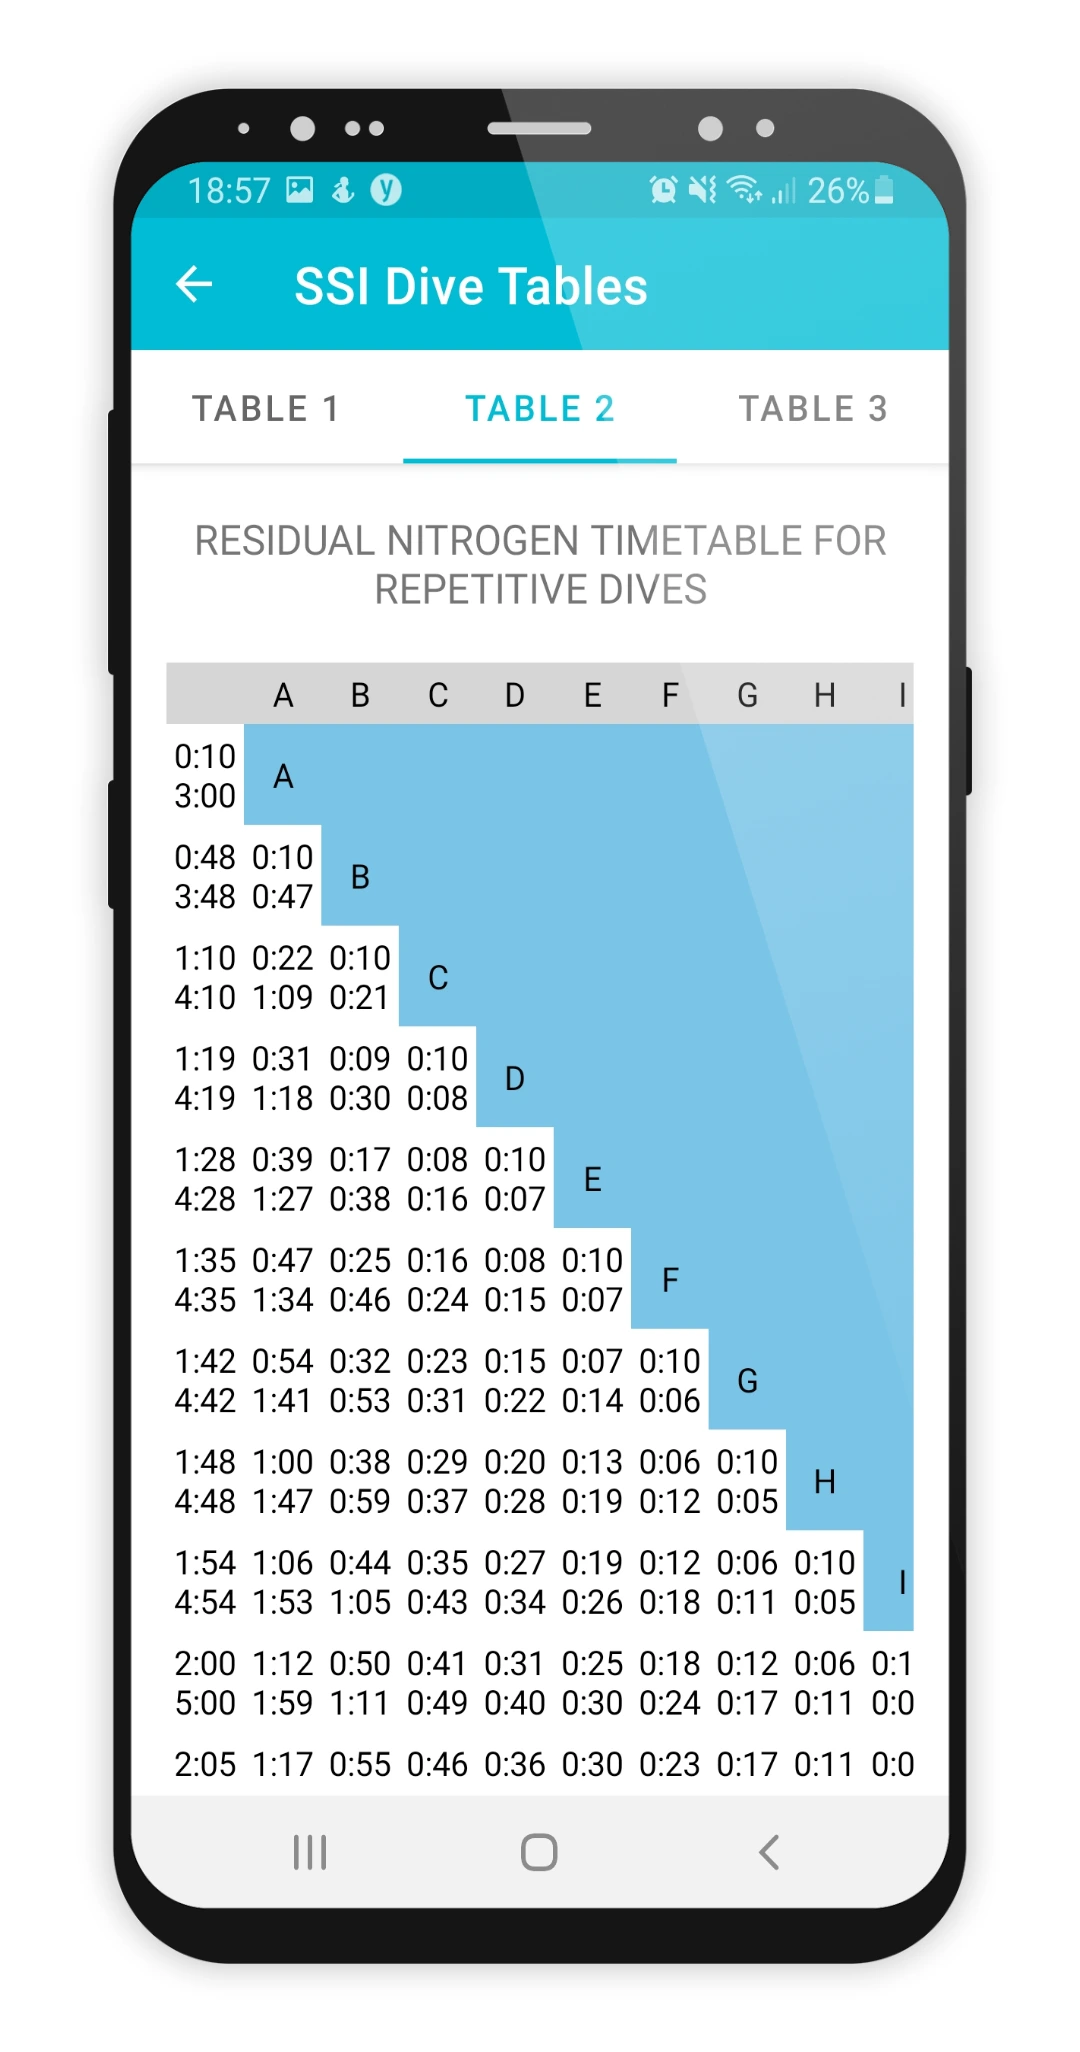 18:57 26%
SSI Dive Tables
TABLE 1 TABLE 2 TABLE 3
RESIDUAL NITROGEN TIMETABLE FOR
REPETITIVE DIVES
A B C D E F G H I
0:10
3:00
A
0:48 0:10
3:48 0:47
B
1:10 0:22 0:10
4:10 1:09 0:21
C
1:19 0:31 0:09 0:10
4:19 1:18 0:30 0:08
D
1:28 0:39 0:17 0:08 0:10
4:28 1:27 0:38 0:16 0:07
E
1:35 0:47 0:25 0:16 0:08 0:10
4:35 1:34 0:46 0:24 0:15 0:07
F
1:42 0:54 0:32 0:23 0:15 0:07 0:10
4:42 1:41 0:53 0:31 0:22 0:14 0:06
G
1:48 1:00 0:38 0:29 0:20 0:13 0:06 0:10
4:48 1:47 0:59 0:37 0:28 0:19 0:12 0:05
H
1:54 1:06 0:44 0:35 0:27 0:19 0:12 0:06 0:10
4:54 1:53 1:05 0:43 0:34 0:26 0:18 0:11 0:05
I
2:00 1:12 0:50 0:41 0:31 0:25 0:18 0:12 0:06 0:1
5:00 1:59 1:11 0:49 0:40 0:30 0:24 0:17 0:11 0:0
2:05 1:17 0:55 0:46 0:36 0:30 0:23 0:17 0:11 0:0